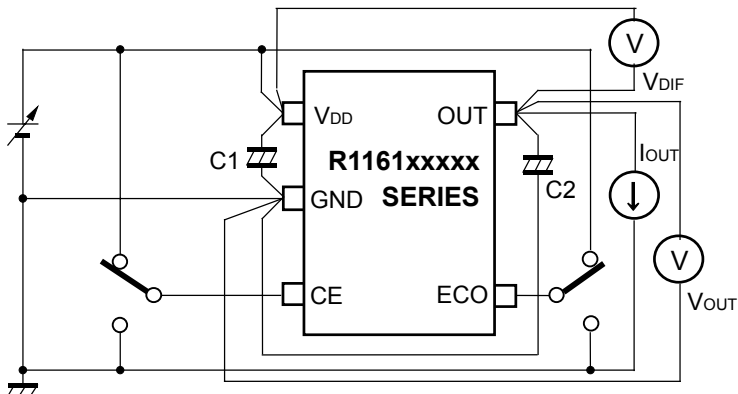 V
VDIF
VDD
OUT
C1
R1161xxxxx
SERIES
IOUT
C2
GND
V
VOUT
CE
ECO